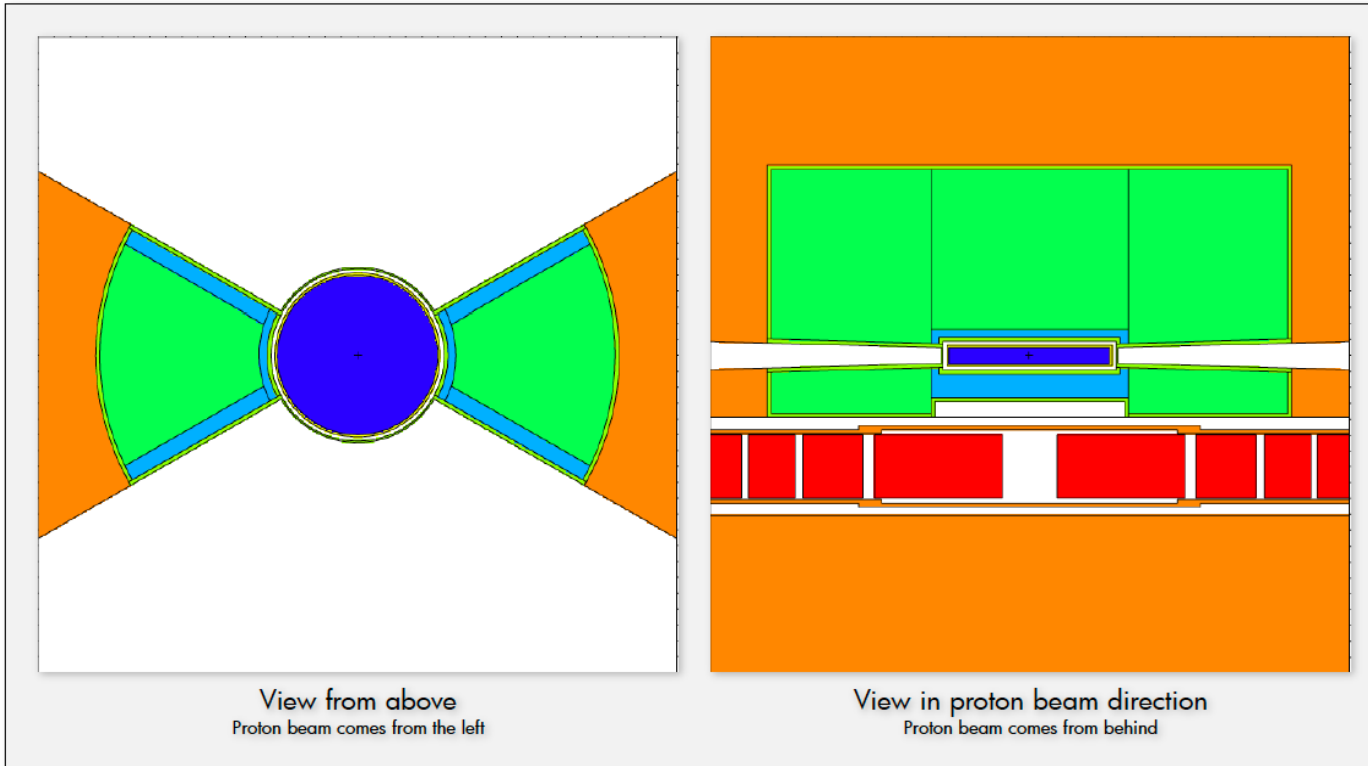 View from above
Proton beam comes from the left
View in proton beam direction
Proton beam comes from behind